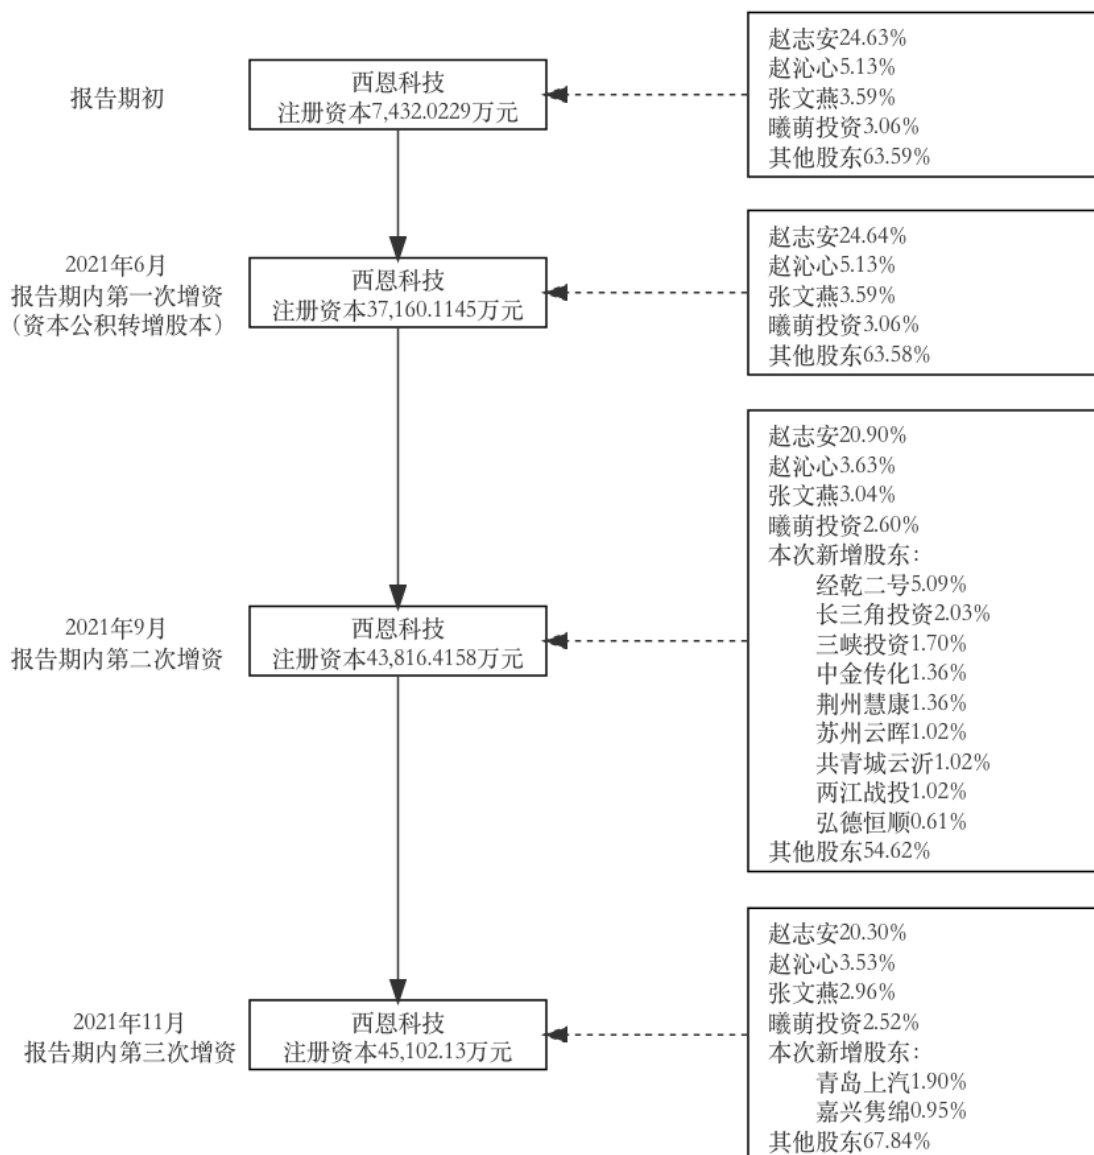 报告期初
西恩科技
注册资本7,432.0229万元
赵志安24.63%
赵沁心5.13%
张文燕3.59%
曦萌投资3.06%
其他股东63.59%
2021年6月
报告期内第一次增资
（资本公积转增股本）
西恩科技
注册资本37,160.1145万元
赵志安24.64%
赵沁心5.13%
张文燕3.59%
曦萌投资3.06%
其他股东63.58%
2021年9月
报告期内第二次增资
西恩科技
注册资本43,816.4158万元
赵志安20.90%
赵沁心3.63%
张文燕3.04%
曦萌投资2.60%
本次新增股东：
经乾二号5.09%
长三角投资2.03%
三峡投资1.70%
中金传化1.36%
荆州慧康1.36%
苏州云晖1.02%
共青城云沂1.02%
两江战投1.02%
弘德恒顺0.61%
其他股东54.62%
2021年11月
报告期内第三次增资
西恩科技
注册资本45,102.13万元
赵志安20.30%
赵沁心3.53%
张文燕2.96%
曦萌投资2.52%
本次新增股东：
青岛上汽1.90%
嘉兴隽绵0.95%
其他股东67.84%